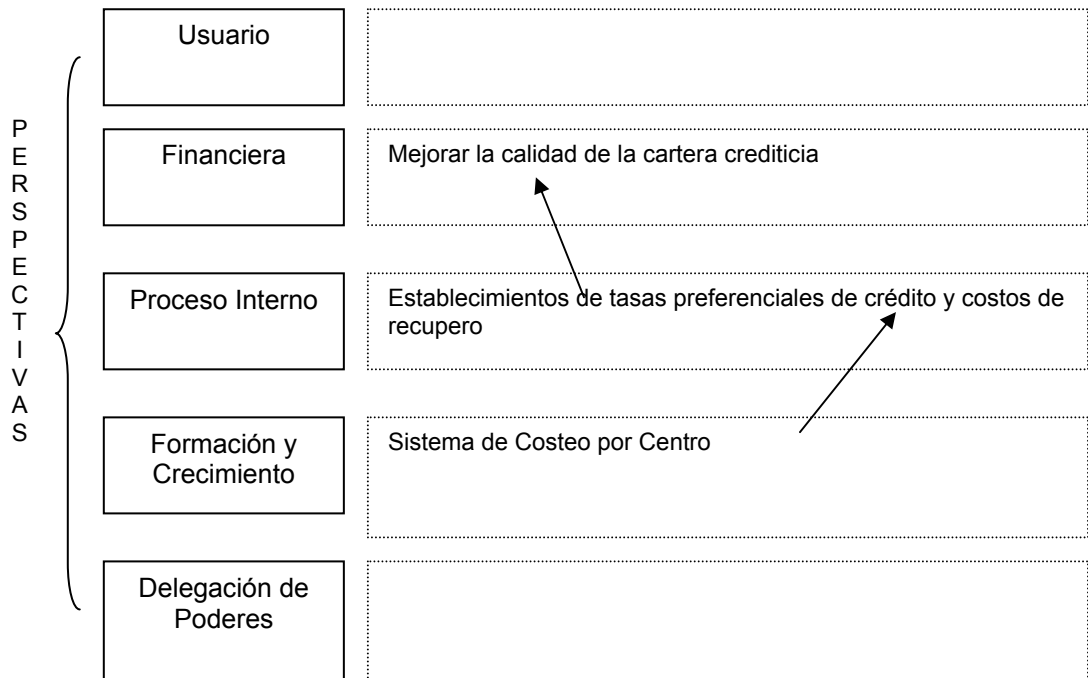 PERSPECTIVAS
Usuario
Financiera
Mejorar la calidad de la cartera crediticia
Proceso Interno
Establecimientos de tasas preferenciales de crédito y costos de
recupero
Formación y
Crecimiento
Sistema de Costeo por Centro
Delegación de
Poderes